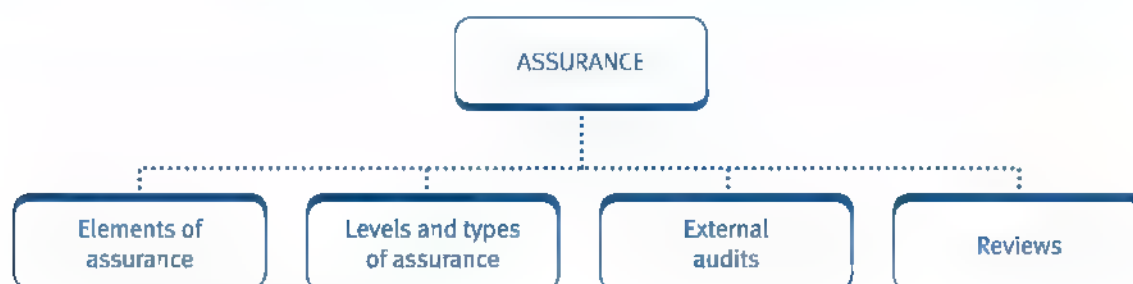 ASSURANCE
Elements of
assurance
Levels and types
of assurance
External
audits
Reviews